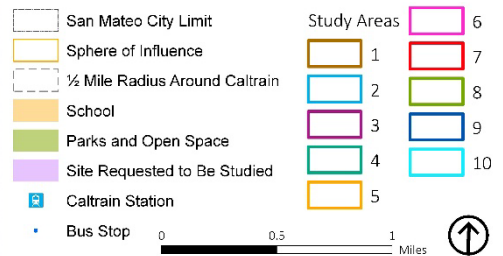 San Mateo City Limit
Sphere of Influence
½ Mile Radius Around Caltrain
School
Parks and Open Space
Site Requested to Be Studied
Caltrain Station
Bus Stop
Study Areas
1
2
3
4
5
6
7
8
9
10
0 0.5 1
Miles